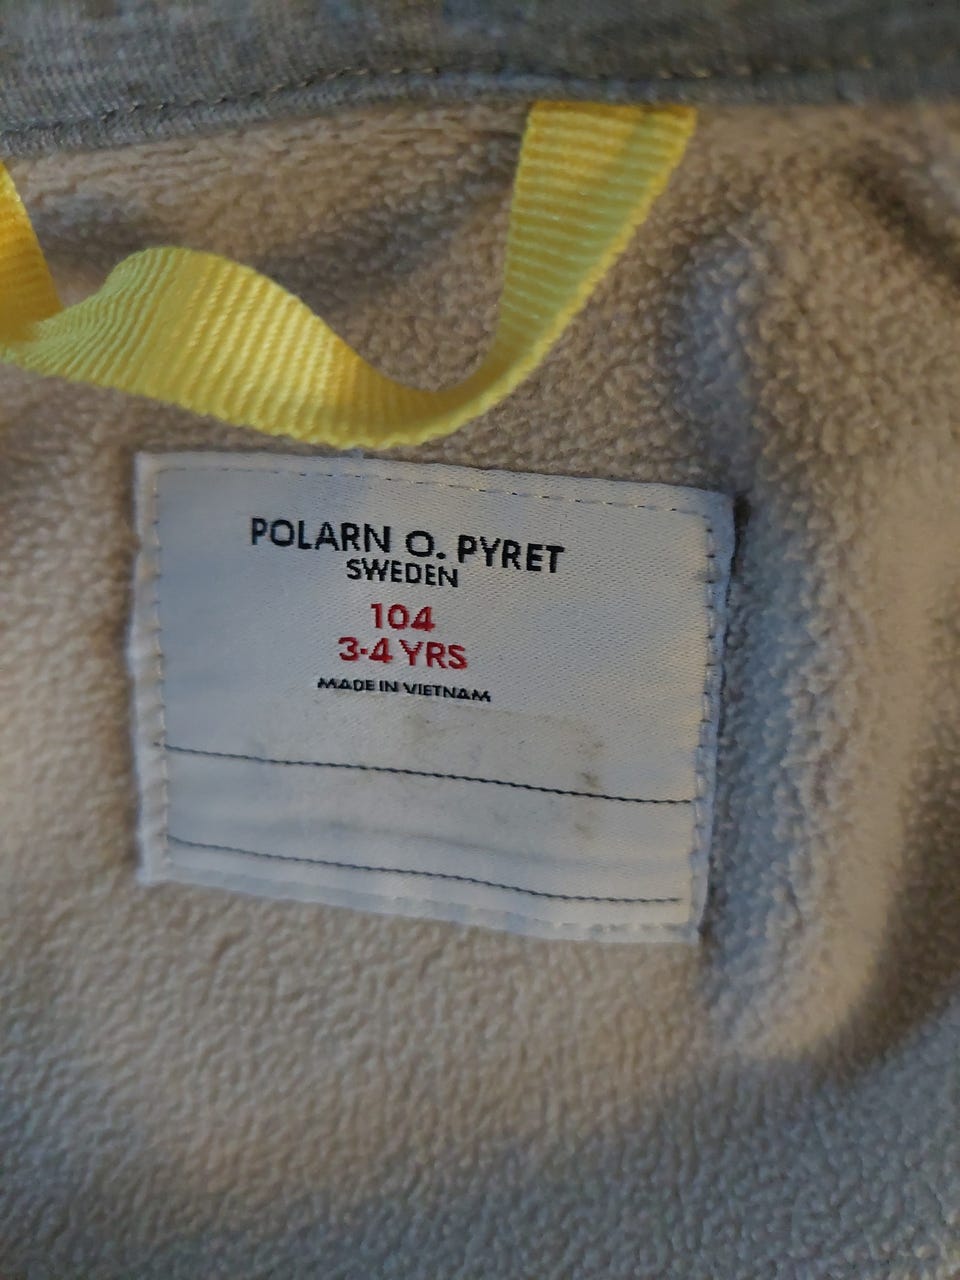 POLARN O. PYRET
SWEDEN
104
3-4 YRS
MADE IN VIETNAM